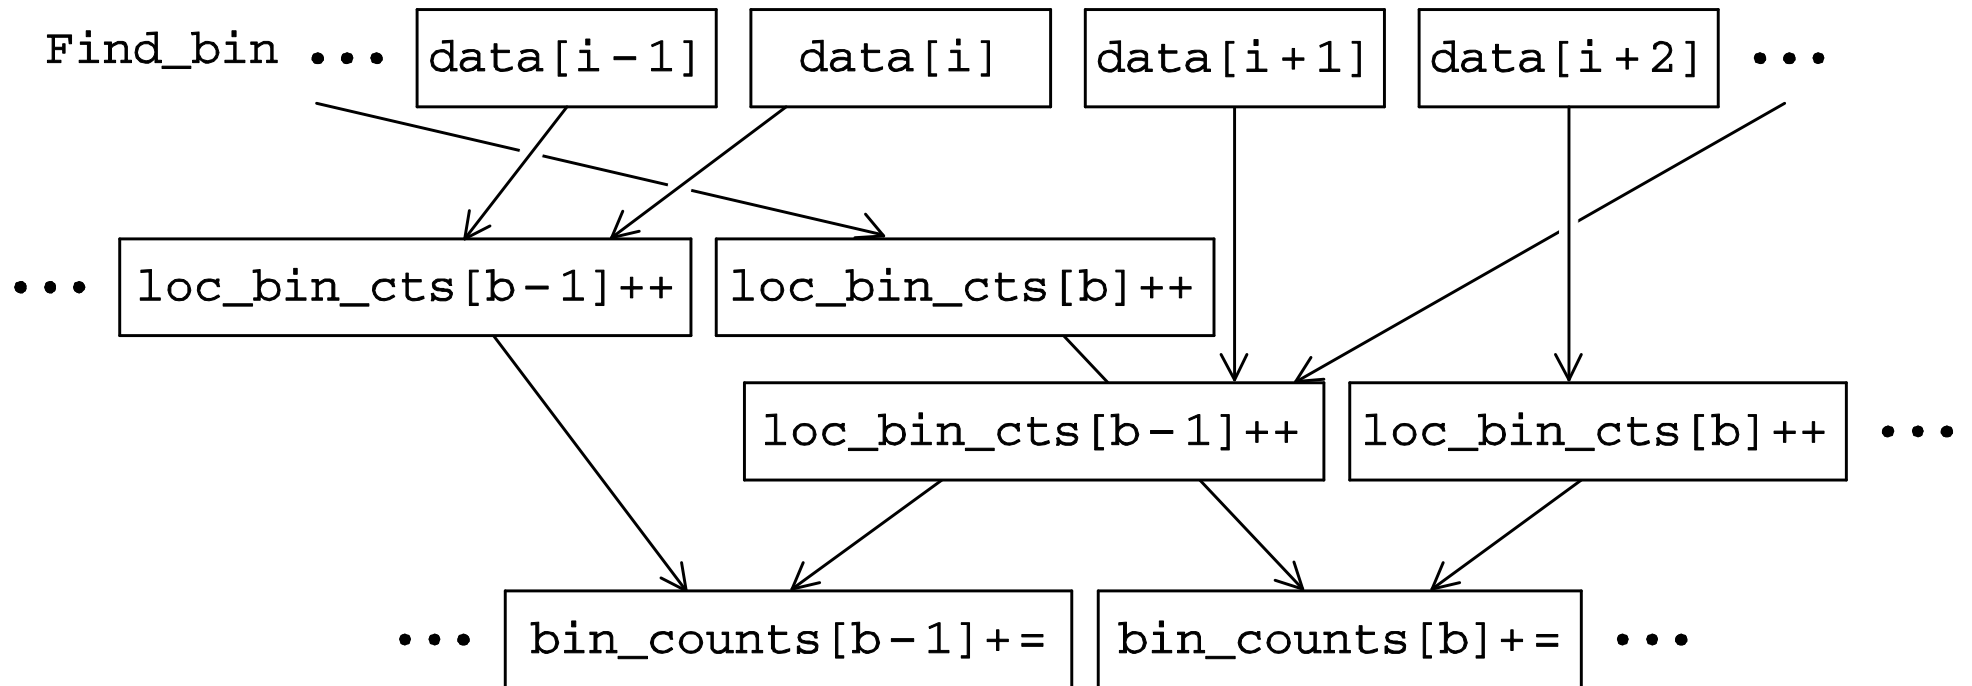 Find_bin ••• data[i-1] data[i] data[i+1] data[i+2] •••
••• loc_bin_cts[b-1]++ loc_bin_cts[b]++
loc_bin_cts[b-1]++ loc_bin_cts[b]++ •••
••• bin_counts[b-1]+= bin_counts[b]+= •••